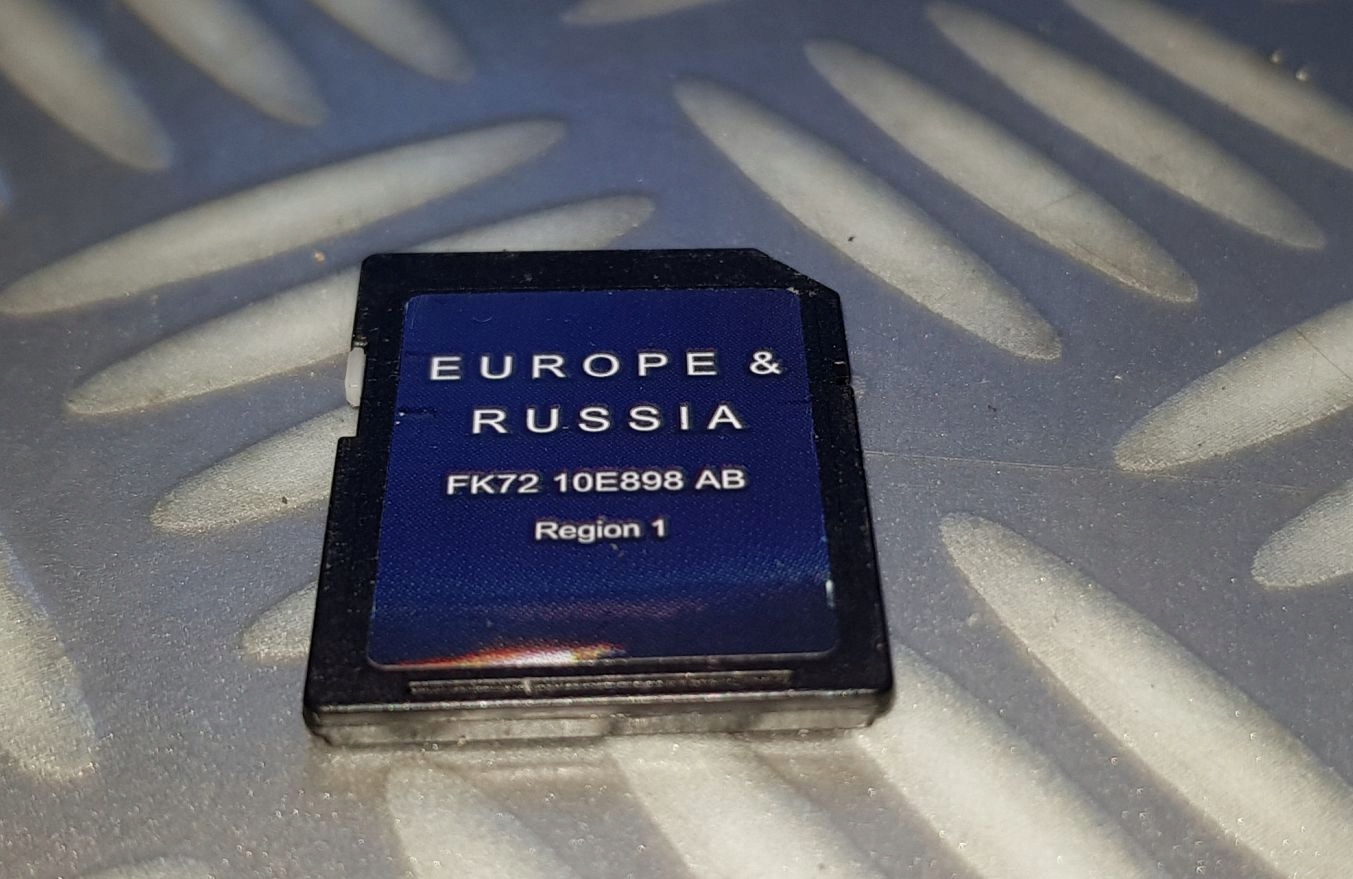 EUROPE &
RUSSIA
FK72 10E898 AB
Region 1